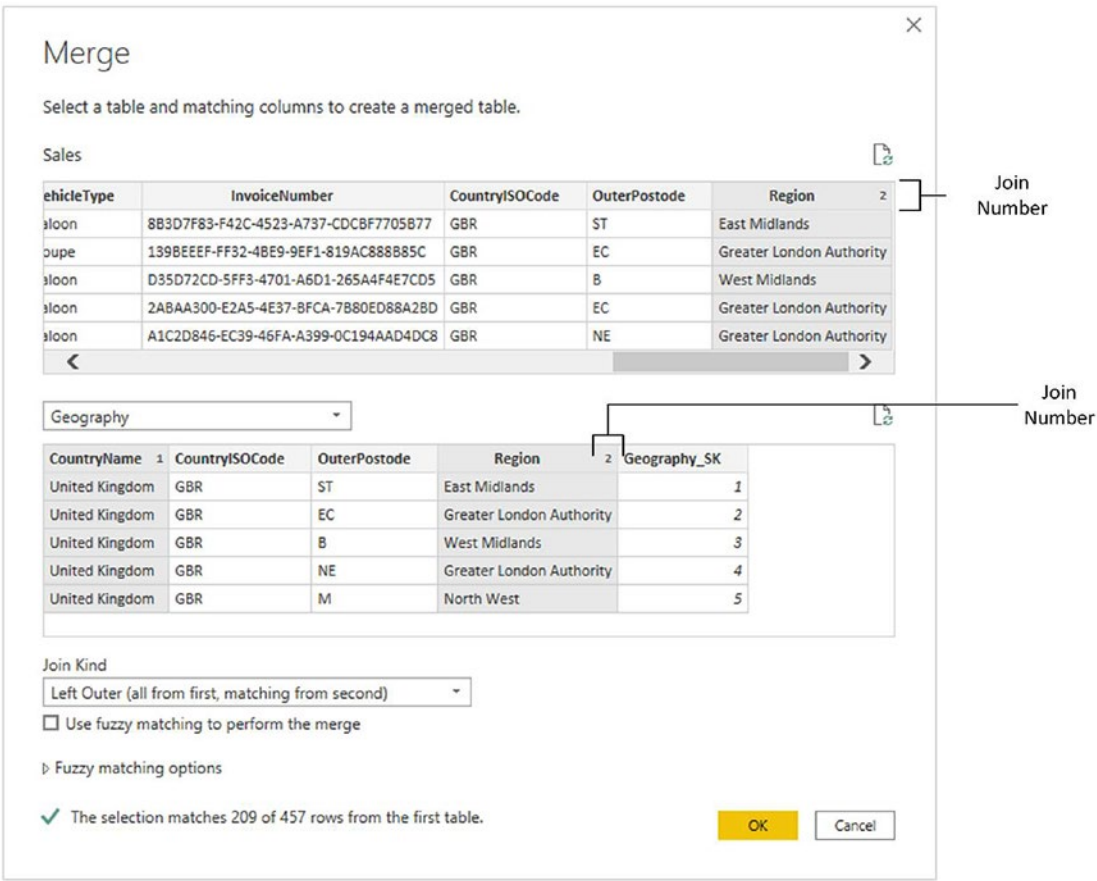 Merge
Select a table and matching columns to create a merged table.
Sales
ehicleType InvoiceNumber CountryISOCode OuterPostode Region 2
aloon 8B3D7F83-F42C-4523-A737-CDCBF7705B77 GBR ST East Midlands
oupe 139BEEEF-FF32-4BE9-9EF1-819AC888B85C GBR EC Greater London Authority
aloon D35D72CD-5FF3-4701-A6D1-265A4F4E7CD5 GBR B West Midlands
aloon 2ABAA300-E2A5-4E37-BFCA-7B80ED88A2BD GBR EC Greater London Authority
aloon A1C2D846-EC39-46FA-A399-0C194AAD4DC8 GBR NE Greater London Authority
Join
Number
Geography
Join
Number
CountryName 1 CountryISOCode OuterPostode Region 2 Geography_SK
United Kingdom GBR ST East Midlands 1
United Kingdom GBR EC Greater London Authority 2
United Kingdom GBR B West Midlands 3
United Kingdom GBR NE Greater London Authority 4
United Kingdom GBR M North West 5
Join Kind
Left Outer (all from first, matching from second)
Use fuzzy matching to perform the merge
Fuzzy matching options
The selection matches 209 of 457 rows from the first table.
OK Cancel